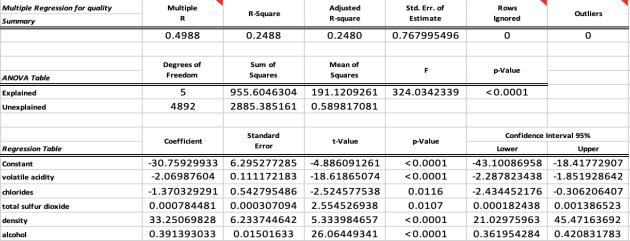 Multiple Regression for quality Multiple Adjusted Std. Err. of Rows
Summary R R-Square R-square Estimate Ignored Outliers
0.4988 0.2488 0.2480 0.767995496 0 0
Degrees of Sum of Mean of
ANOVA Table Freedom Squares Squares F p-Value
Explained 5 955.6046304 191.1209261 324.0342339 <0.0001
Unexplained 4892 2885.385161 0.589817081
Coefficient Standard t-Value p-Value Confidence Interval 95%
Regression Table Error Lower Upper
Constant -30.75929933 6.295277285 -4.886091261 <0.0001 -43.10086958 -18.41772907
volatile acidity -2.06987604 0.111172183 -18.61865074 <0.0001 -2.287823438 -1.851928642
chlorides -1.370329291 0.542795486 -2.524577538 0.0116 -2.434452176 -0.306206407
total sulfur dioxide 0.000784481 0.000307094 2.554526938 0.0107 0.000182438 0.001386523
density 33.25069828 6.233744642 5.333984657 <0.0001 21.02975963 45.47163692
alcohol 0.391393033 0.01501633 26.06449341 <0.0001 0.361954284 0.420831783